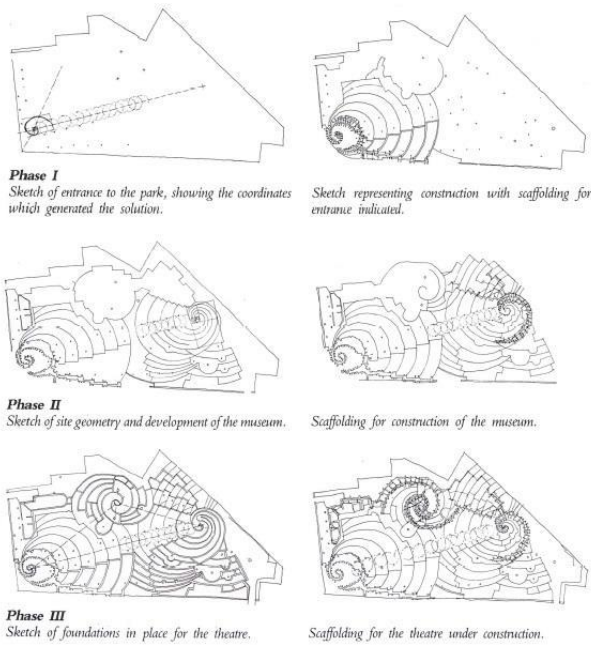 Phase I
Sketch of entrance to the park, showing the coordinates
which generated the solution.
Sketch representing construction with scaffolding for
entrance indicated.
Phase II
Sketch of site geometry and development of the museum.
Scaffolding for construction of the museum.
Phase III
Sketch of foundations in place for the theatre.
Scaffolding for the theatre under construction.